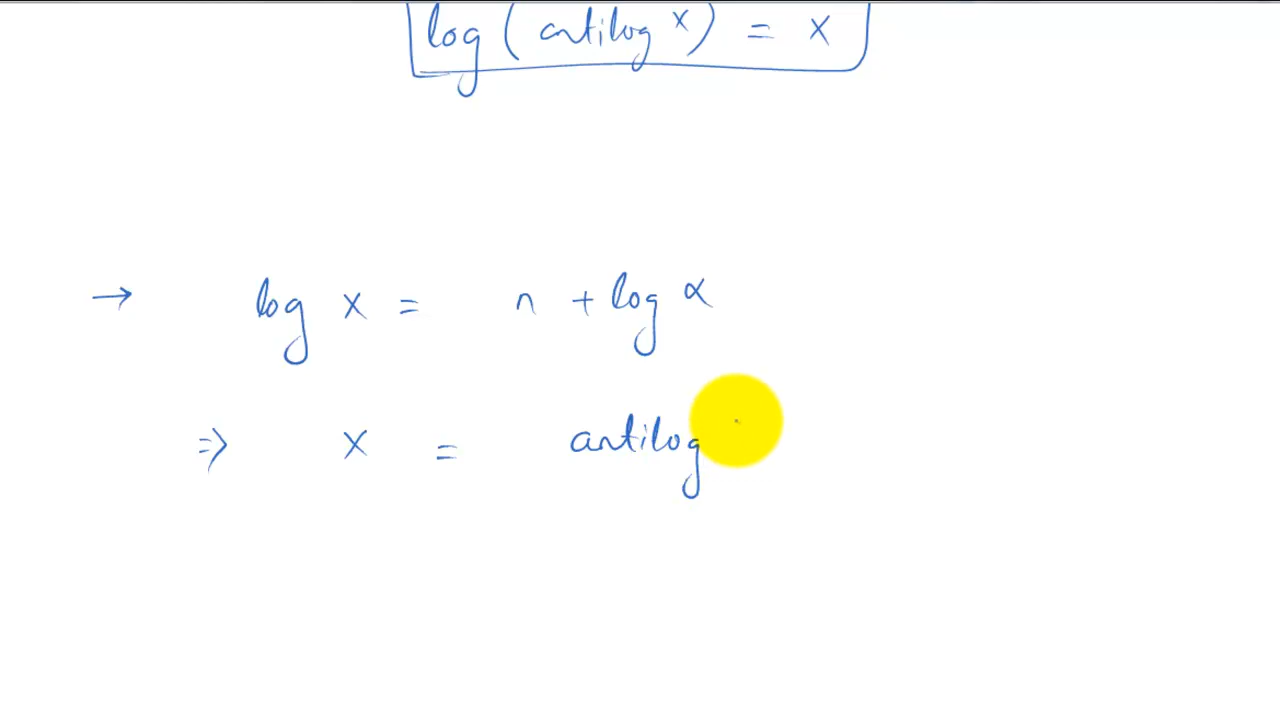 log ( antilog x ) = x
→ log x = n + log α
⇒ x = antilog